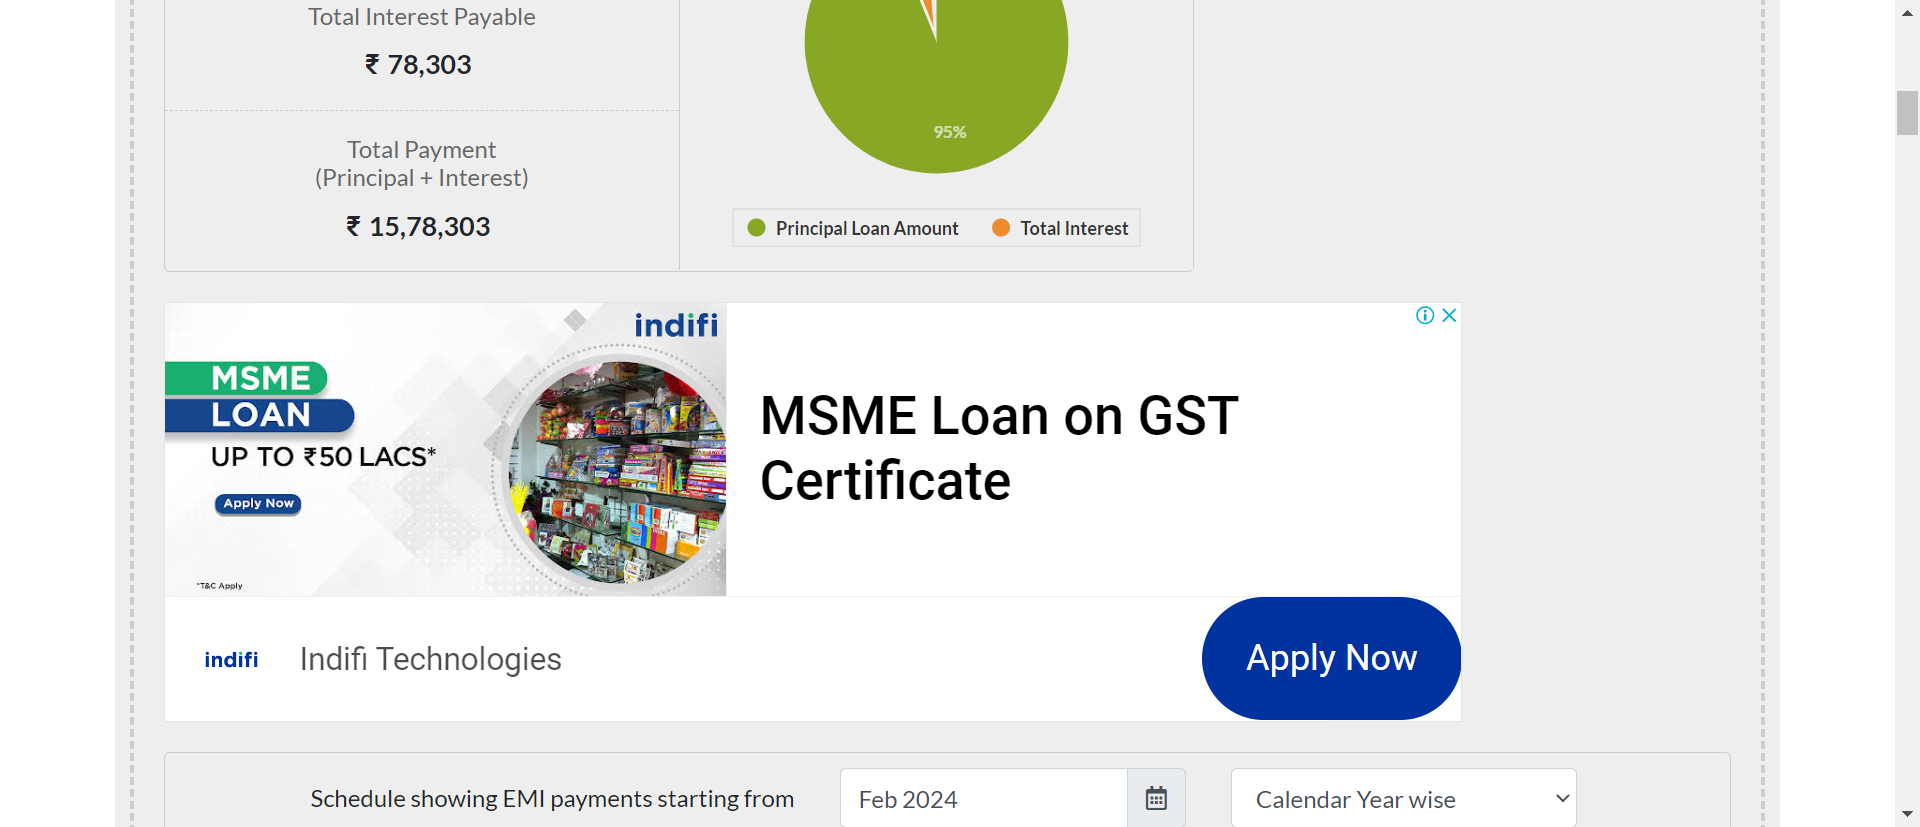 Total Interest Payable
₹ 78,303
Total Payment
(Principal + Interest)
₹ 15,78,303
95%
Principal Loan Amount
Total Interest
indifi
MSME
LOAN
UP TO ₹50 LACS*
Apply Now
*T&C Apply
MSME Loan on GST
Certificate
indifi
Indifi Technologies
Apply Now
Schedule showing EMI payments starting from
Feb 2024
Calendar Year wise